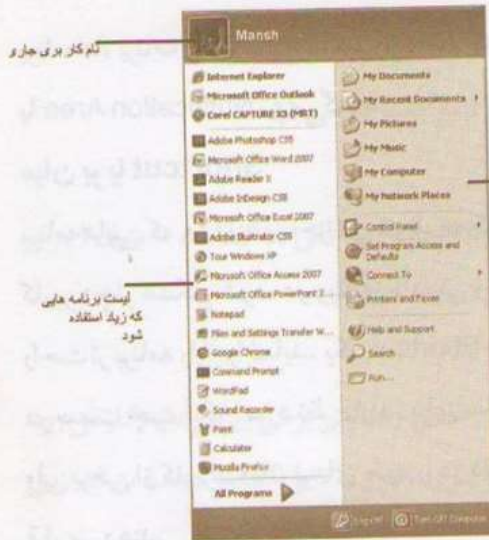 Mansh
نام کار بری جاری
Internet Explorer
Microsoft Office Outlook
Corel CAPTURE X3 (MRT)
Adobe Photoshop CS5
Microsoft Office Word 2007
Adobe Reader X
Adobe InDesign CS5
Microsoft Office Excel 2007
Adobe Illustrator CS5
Tour Windows XP
Microsoft Office Access 2007
Microsoft Office PowerPoint 2...
Notepad
Files and Settings Transfer W...
Google Chrome
Command Prompt
WordPad
Sound Recorder
Paint
Calculator
Mozilla Firefox
All Programs
لیست برنامه هایی
که زیاد استفاده
شود
My Documents
My Recent Documents
My Pictures
My Music
My Computer
My Network Places
Control Panel
Set Program Access and
Defaults
Connect To
Printers and Faxes
Help and Support
Search
Run...
Log Off
Turn Off Computer